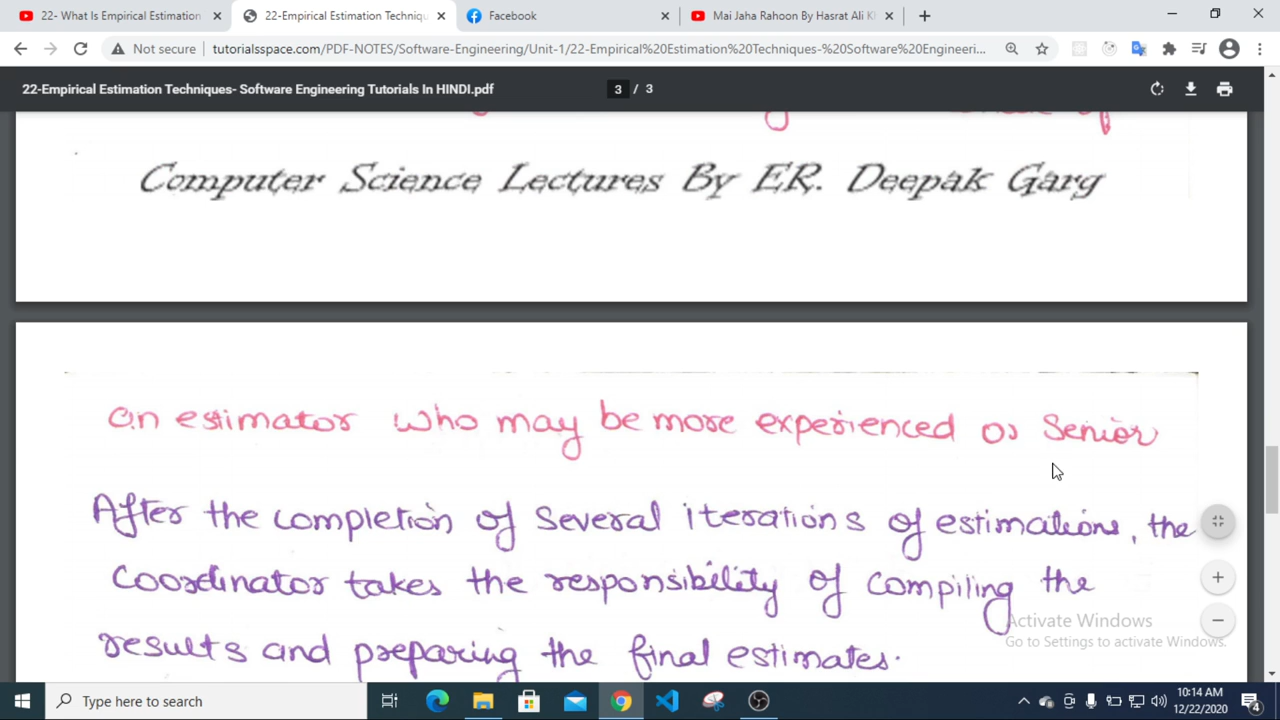 22- What Is Empirical Estimation
22-Empirical Estimation Techniqu
Facebook
Mai Jaha Rahoon By Hasrat Ali K
Not secure
tutorialsspace.com/PDF-NOTES/Software-Engineering/Unit-1/22-Empirical%20Estimation%20Techniques-%20Software%20Engineeri...
22-Empirical Estimation Techniques- Software Engineering Tutorials In HINDI.pdf
3 / 3
Computer Science Lectures By ER. Deepak Garg
an estimator who may be more experienced or Senior
After the completion of several iterations of estimations, the
Coordinator takes the responsibility of compiling the
results and preparing the final estimates.
Activate Windows
Go to Settings to activate Windows.
Type here to search
10:14 AM
12/22/2020
4